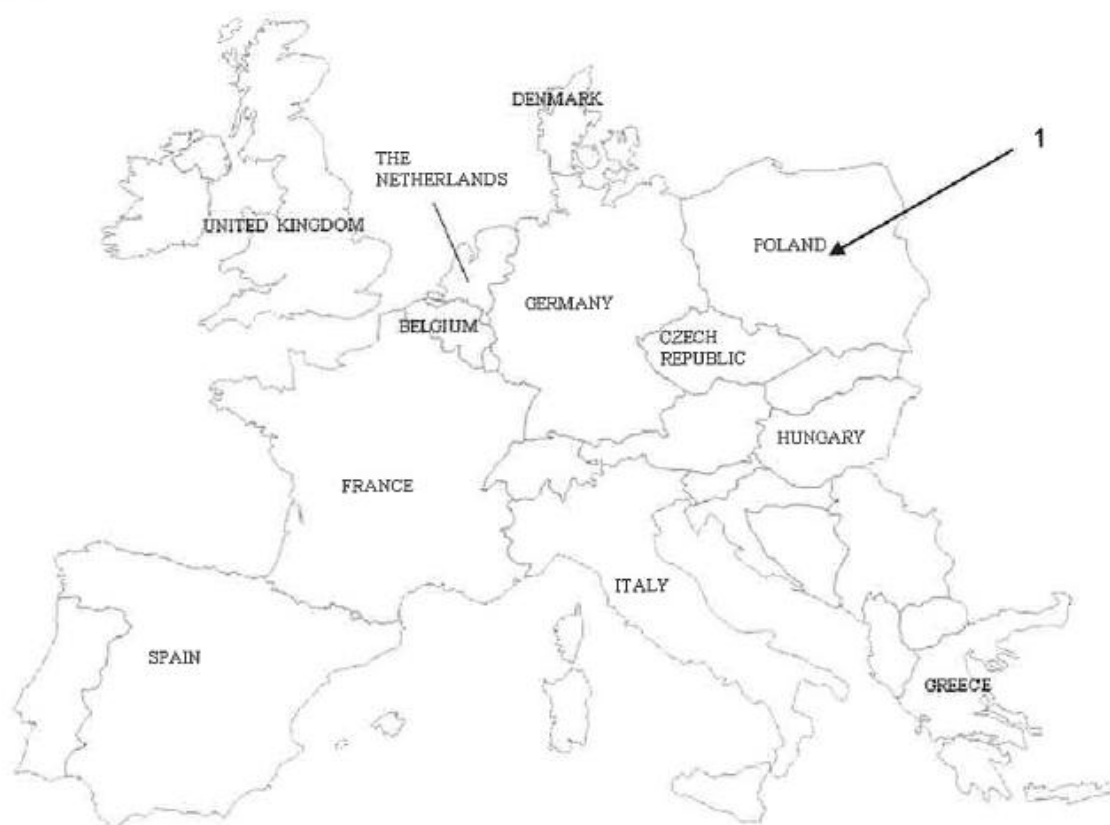 DENMARK
1
THE
NETHERLANDS
UNITED KINGDOM
POLAND
GERMANY
BELGIUM
CZECH
REPUBLIC
HUNGARY
FRANCE
ITALY
SPAIN
GREECE